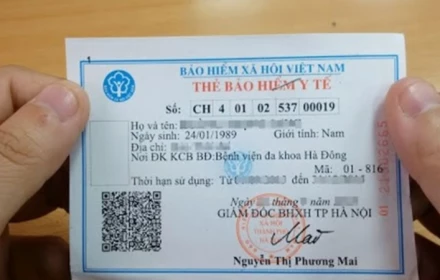 BẢO HIỂM XÃ HỘI VIỆT NAM
THẺ BẢO HIỂM Y TẾ
Số: CH 4 01 02 537 00019
Họ và tên:
Ngày sinh: 24/01/1989 Giới tính: Nam
Địa chỉ:
Nơi ĐK KCB BĐ: Bệnh viện đa khoa Hà Đông
Mã: 01 - 816
Thời hạn sử dụng: Từ đến
Ngày tháng năm
GIÁM ĐỐC BHXH TP HÀ NỘI
Nguyễn Thị Phương Mai